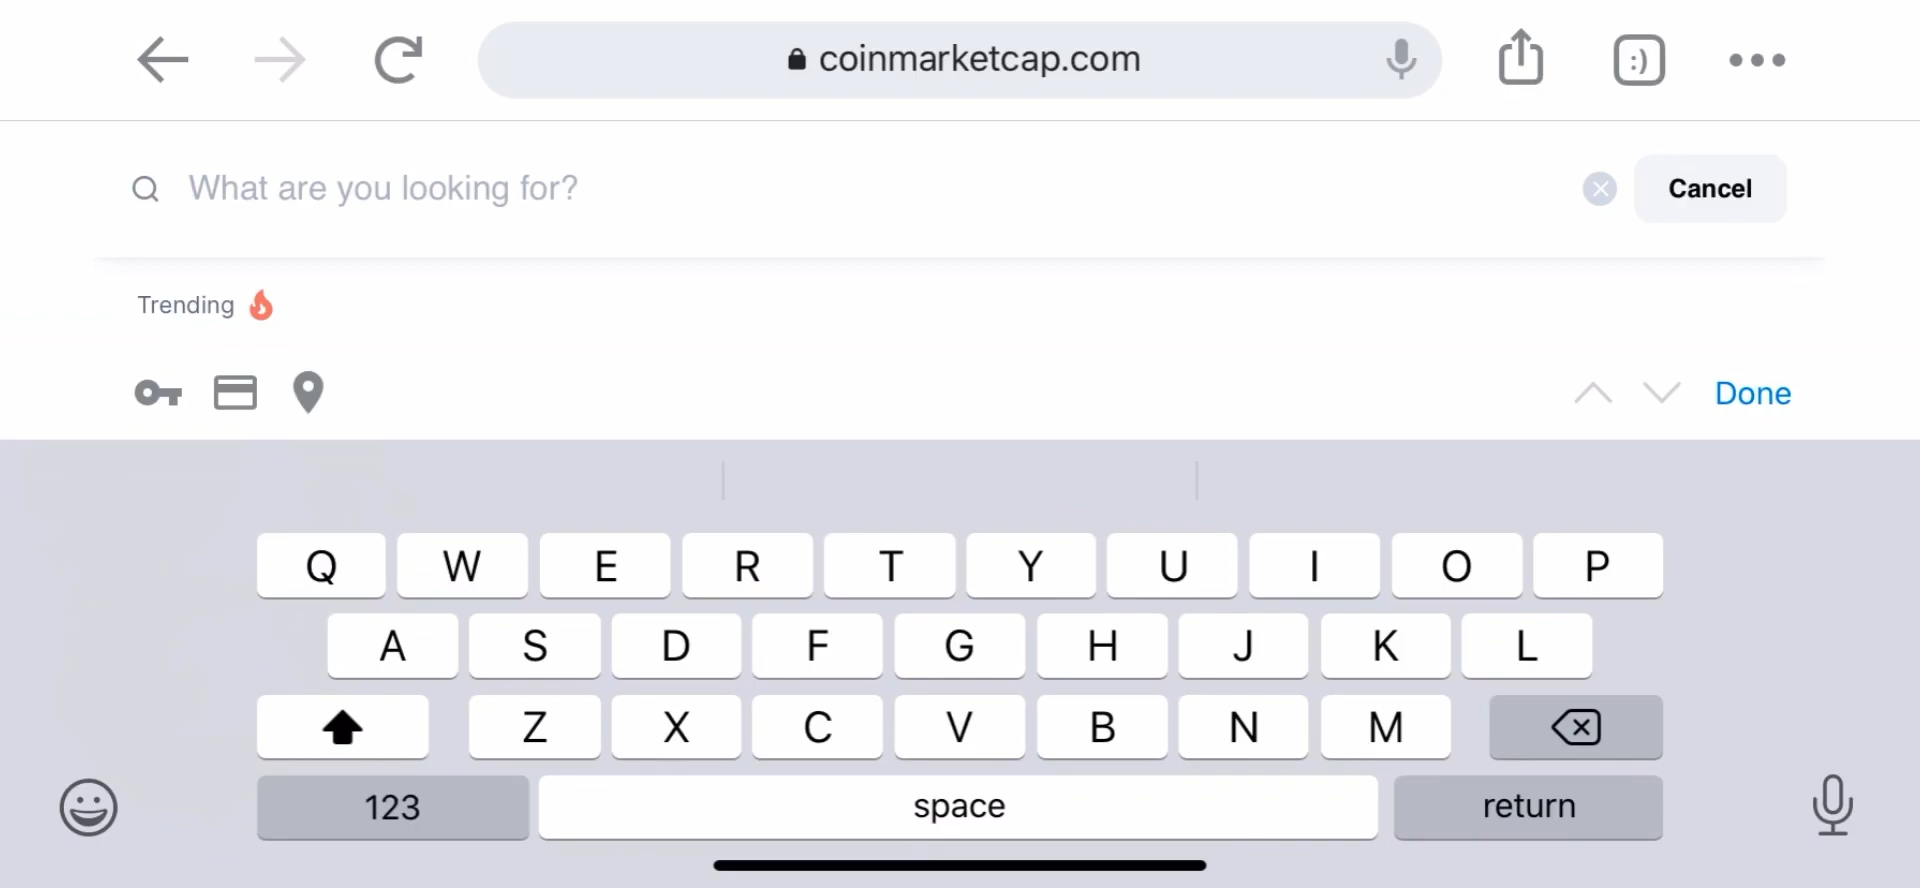 coinmarketcap.com
:)
What are you looking for?
Cancel
Trending
Done
Q W E R T Y U I O P
A S D F G H J K L
Z X C V B N M
123 space return